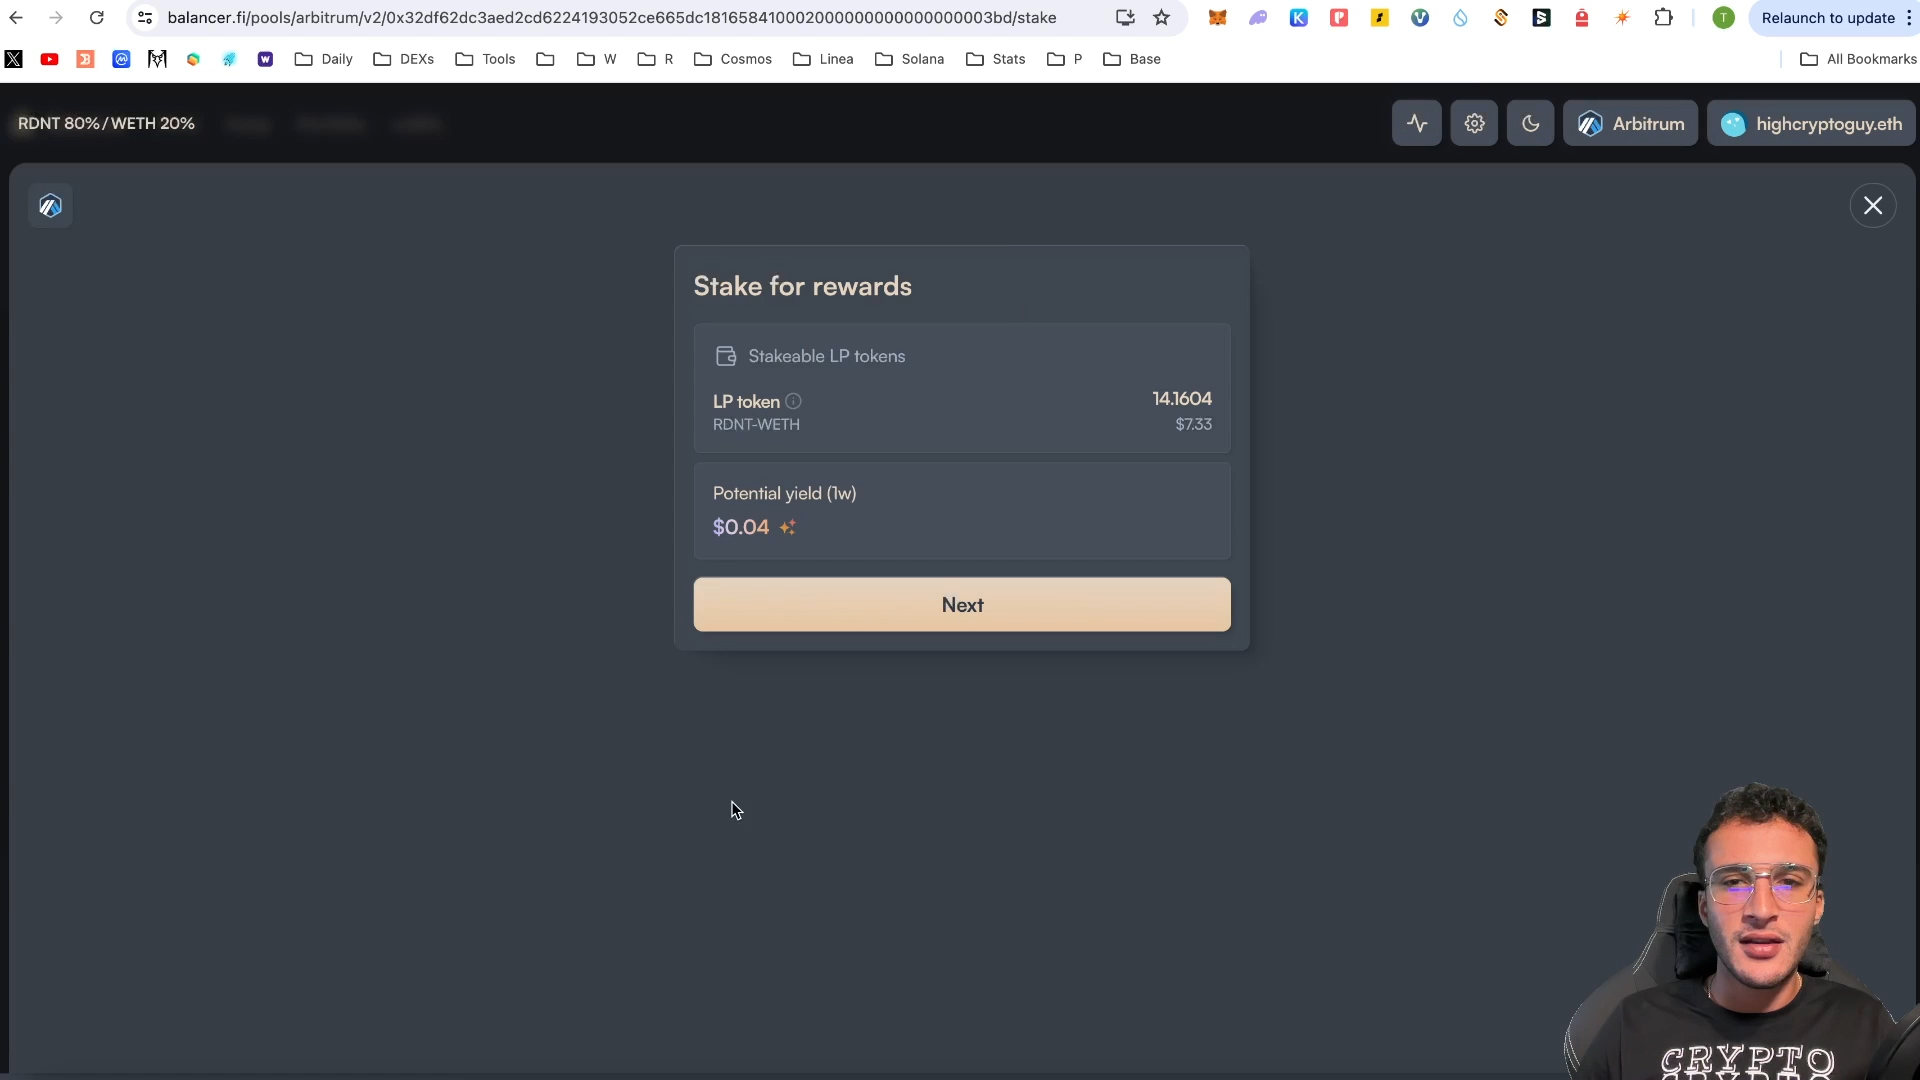 balancer.fi/pools/arbitrum/v2/0x32df62dc3aed2cd6224193052ce665dc181658410002000000000000000003bd/stake
T
Relaunch to update
Daily
DEXs
Tools
W
R
Cosmos
Linea
Solana
Stats
P
Base
All Bookmarks
RDNT 80% / WETH 20%
Arbitrum
highcryptoguy.eth
Stake for rewards
Stakeable LP tokens
LP token
14.1604
RDNT-WETH
$7.33
Potential yield (1w)
$0.04
Next
CRYPTO